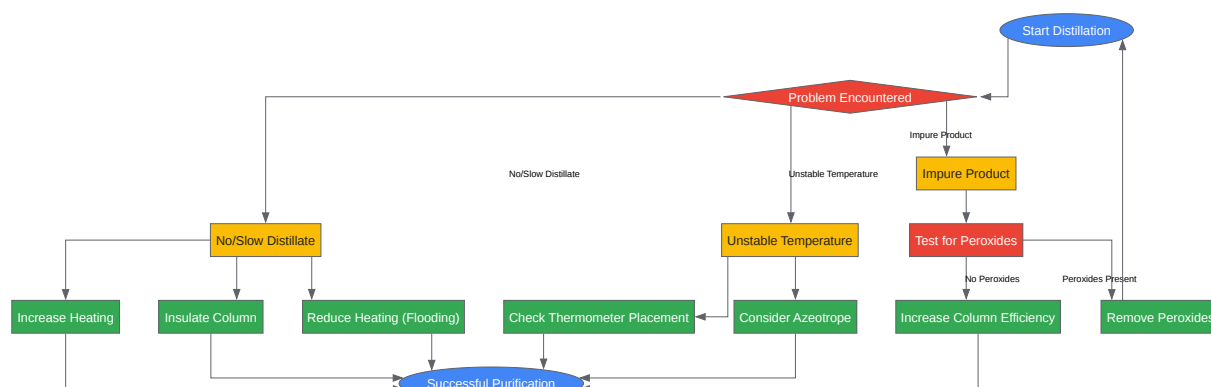 Start Distillation
Problem Encountered
Impure Product
No/Slow Distillate
Unstable Temperature
Impure Product
No/Slow Distillate
Unstable Temperature
Test for Peroxides
No Peroxides
Peroxides Present
Increase Heating
Insulate Column
Reduce Heating (Flooding)
Check Thermometer Placement
Consider Azeotrope
Increase Column Efficiency
Remove Peroxides
Successful Purification